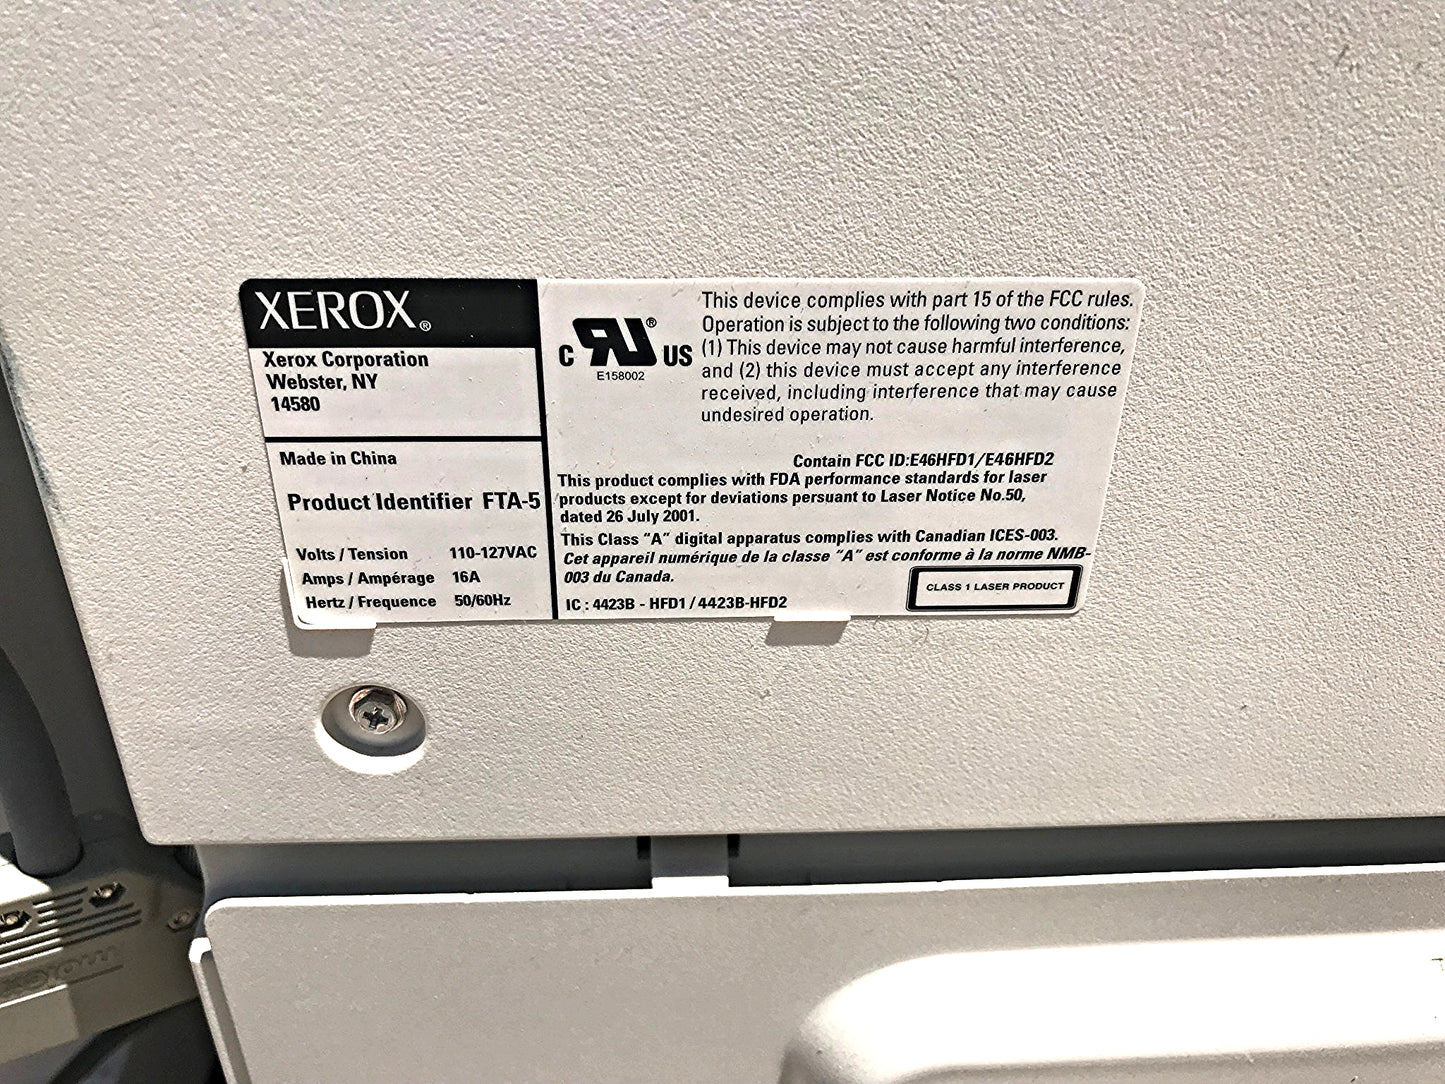 XEROX®
Xerox Corporation
Webster, NY
14580
Made in China
Product Identifier FTA-5
Volts / Tension 110-127VAC
Amps / Ampérage 16A
Hertz / Frequence 50/60Hz
C RU® US
E158002
This device complies with part 15 of the FCC rules.
Operation is subject to the following two conditions:
(1) This device may not cause harmful interference,
and (2) this device must accept any interference
received, including interference that may cause
undesired operation.
Contain FCC ID:E46HFD1/E46HFD2
This product complies with FDA performance standards for laser
products except for deviations persuant to Laser Notice No.50,
dated 26 July 2001.
This Class “A” digital apparatus complies with Canadian ICES-003.
Cet appareil numérique de la classe “A” est conforme à la norme NMB-
003 du Canada.
IC : 4423B - HFD1 / 4423B-HFD2
CLASS 1 LASER PRODUCT